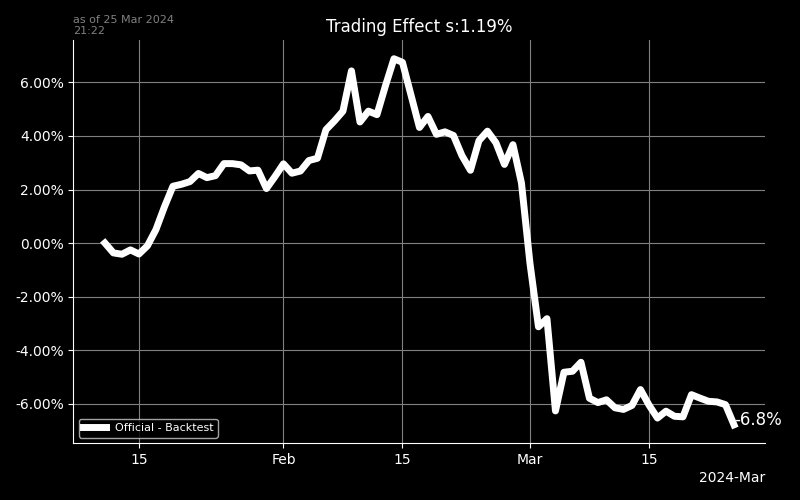 as of 25 Mar 2024
21:22
Trading Effect s:1.19%
6.00%
4.00%
2.00%
0.00%
-2.00%
-4.00%
-6.00%
-6.8%
Official - Backtest
15
Feb
15
Mar
15
2024-Mar